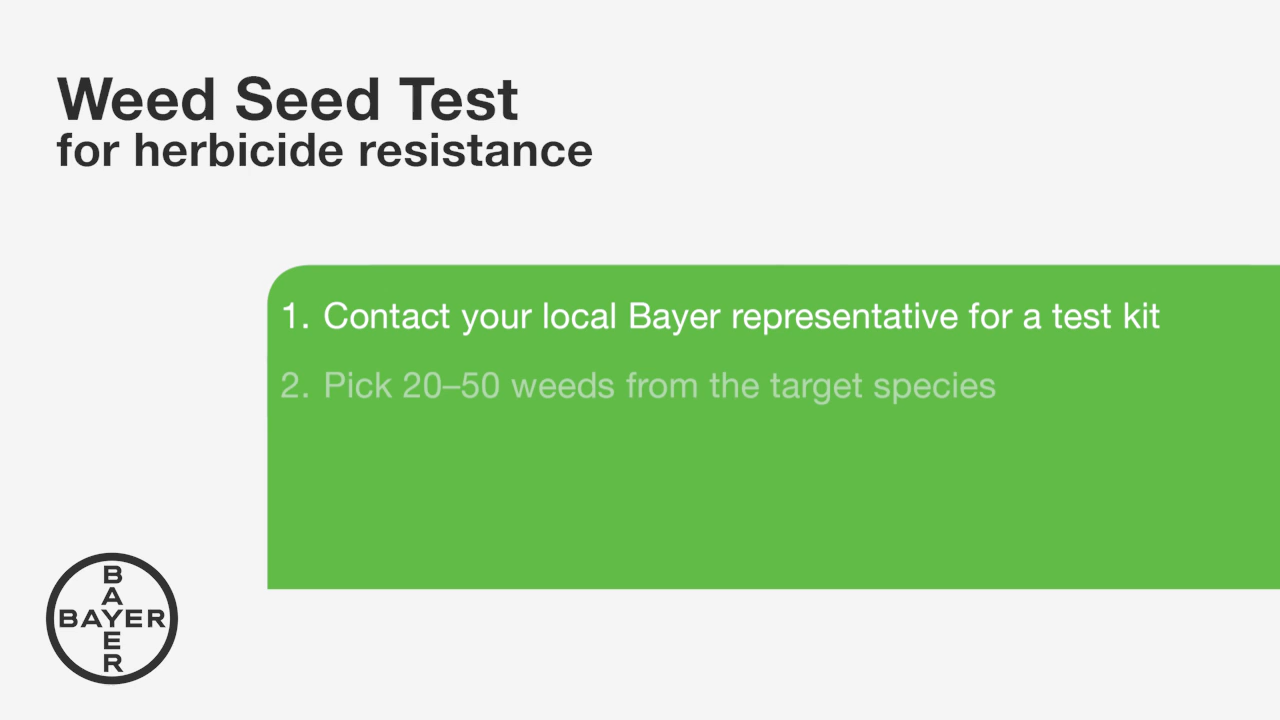 Weed Seed Test
for herbicide resistance
1. Contact your local Bayer representative for a test kit
2. Pick 20–50 weeds from the target species
B
A
BAYER
E
R